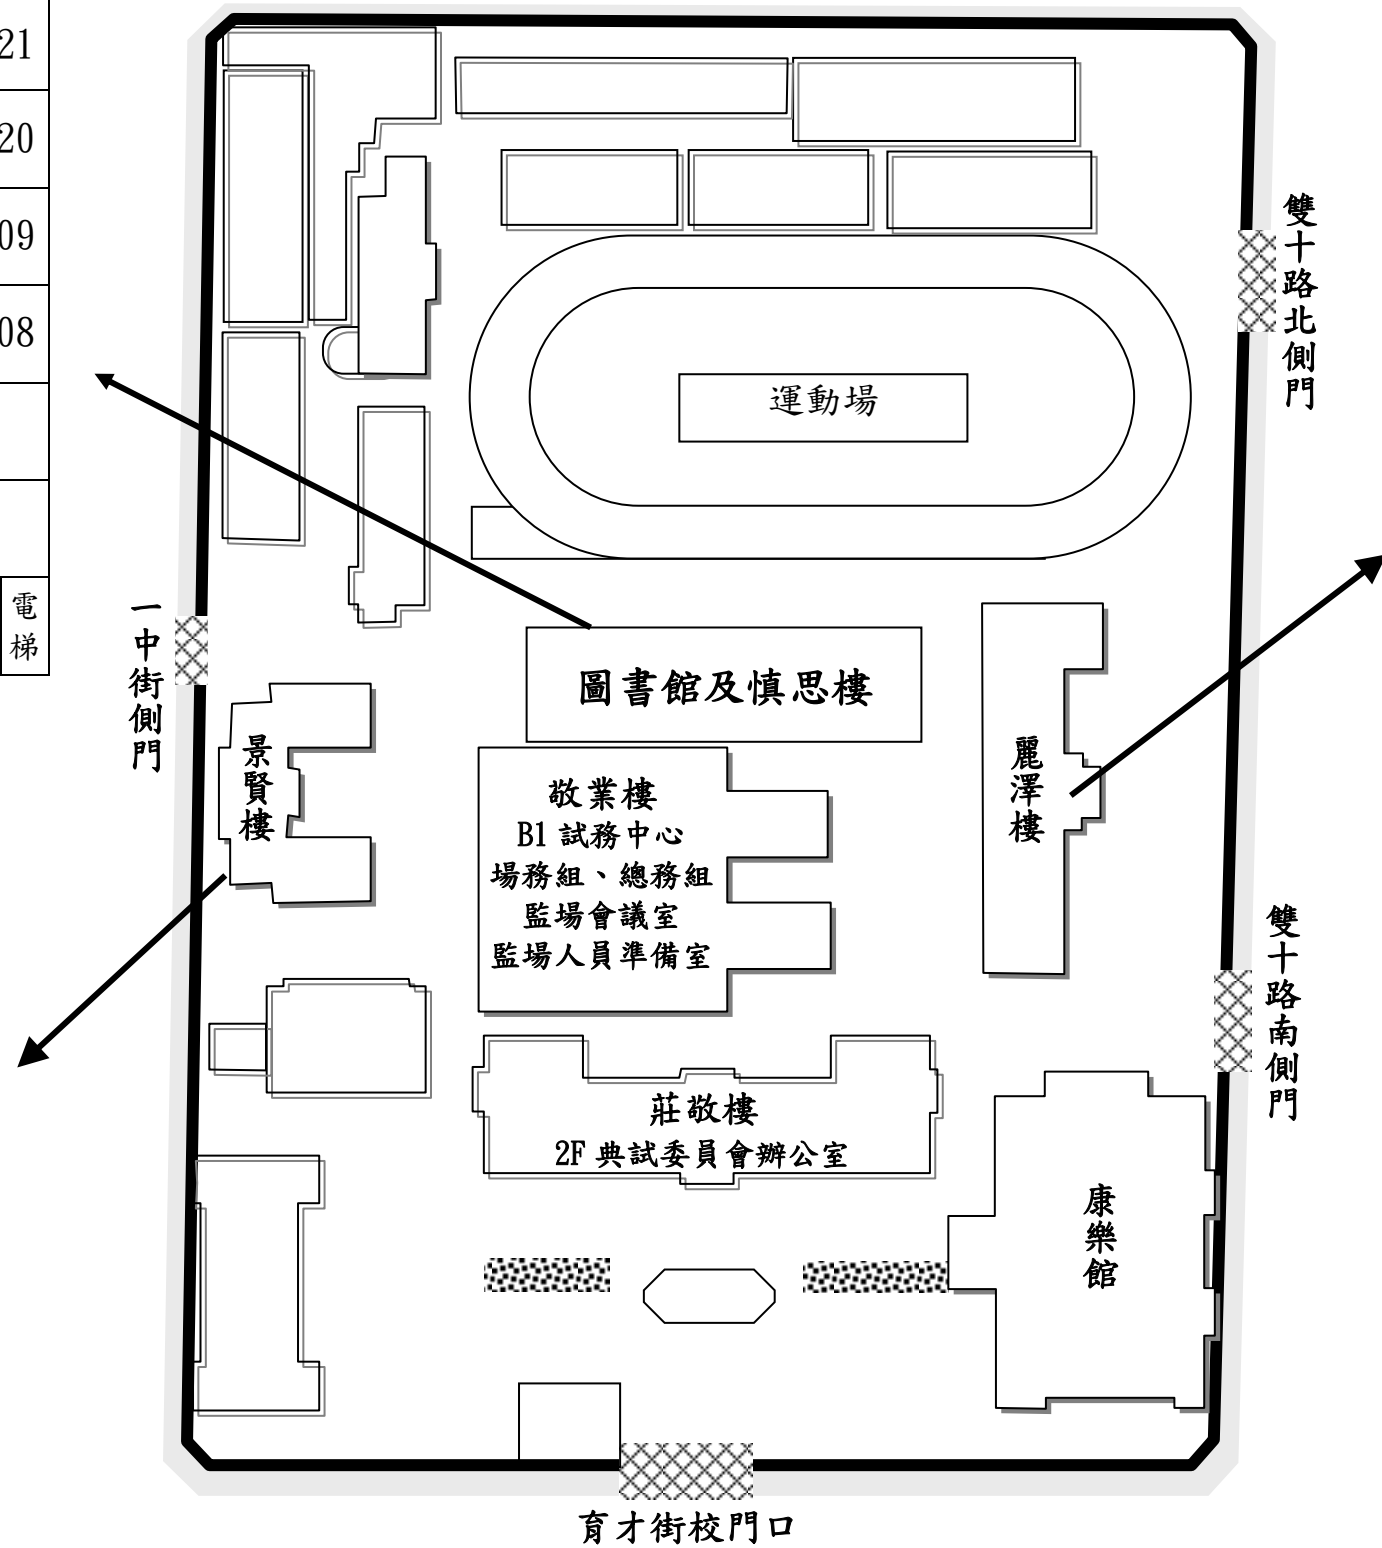 21
20
09
08
電梯
雙十路北側門
運動場
一中街側門
圖書館及慎思樓
景賢樓
敬業樓
B1 試務中心
場務組、總務組
監場會議室
監場人員準備室
麗澤樓
雙十路南側門
莊敬樓
2F 典試委員會辦公室
康樂館
育才街校門口